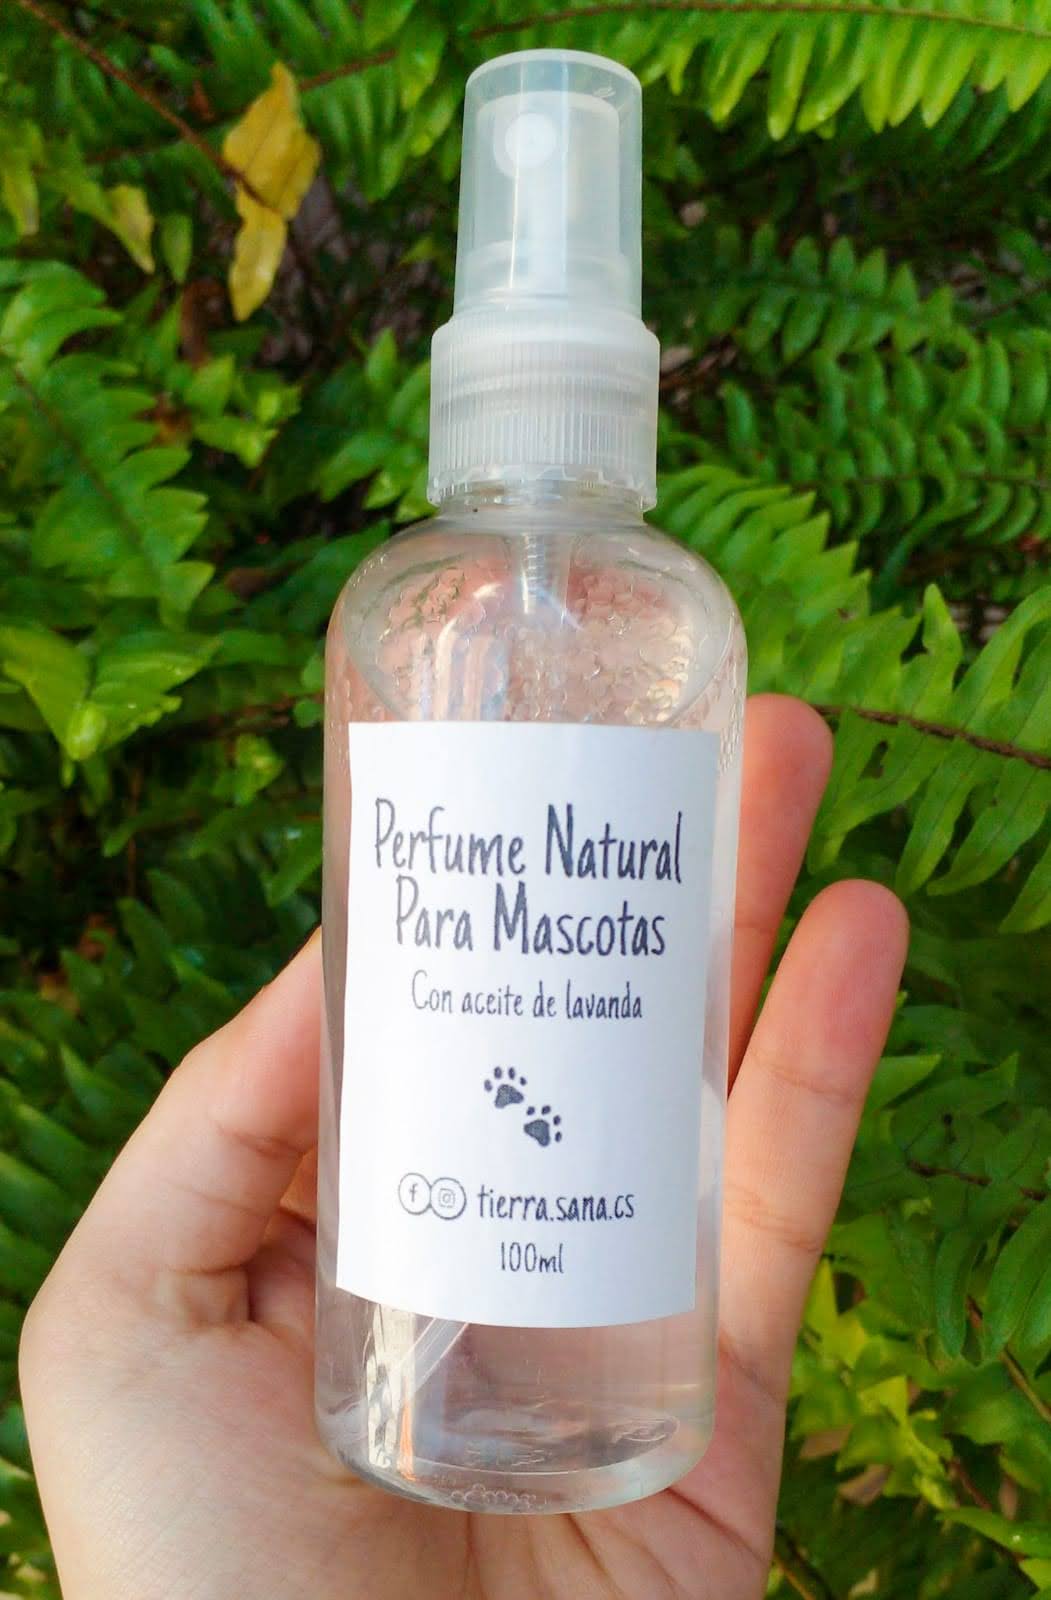 Perfume Natural
Para Mascotas
Con aceite de lavanda
tierra.sana.cs
100ml